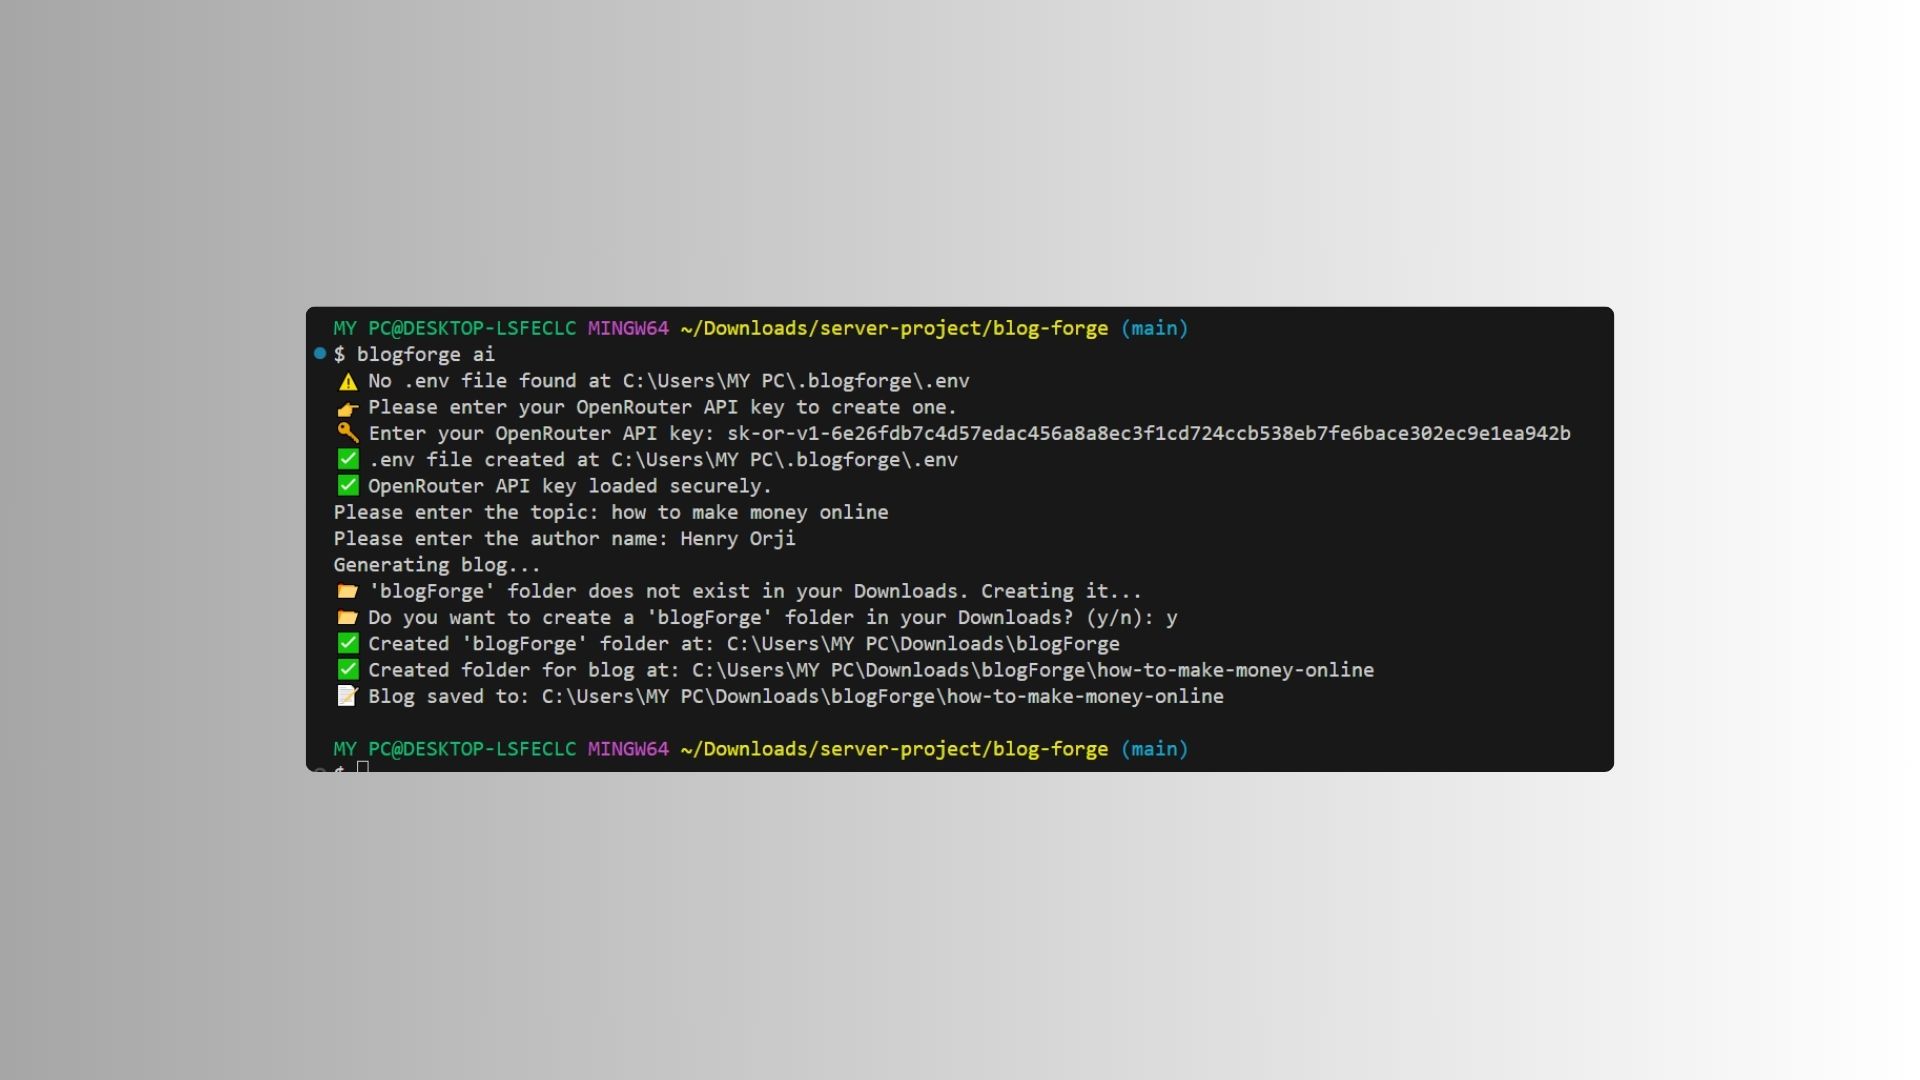 MY PC@DESKTOP-LSFECLC MINGW64 ~/Downloads/server-project/blog-forge (main)
$ blogforge ai
⚠️ No .env file found at C:\Users\MY PC\.blogforge\.env
👉 Please enter your OpenRouter API key to create one.
🔑 Enter your OpenRouter API key: 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
✅ .env file created at C:\Users\MY PC\.blogforge\.env
✅ OpenRouter API key loaded securely.
Please enter the topic: how to make money online
Please enter the author name: Henry Orji
Generating blog...
📁 'blogForge' folder does not exist in your Downloads. Creating it...
📁 Do you want to create a 'blogForge' folder in your Downloads? (y/n): y
✅ Created 'blogForge' folder at: C:\Users\MY PC\Downloads\blogForge
✅ Created folder for blog at: C:\Users\MY PC\Downloads\blogForge\how-to-make-money-online
📝 Blog saved to: C:\Users\MY PC\Downloads\blogForge\how-to-make-money-online
MY PC@DESKTOP-LSFECLC MINGW64 ~/Downloads/server-project/blog-forge (main)
$